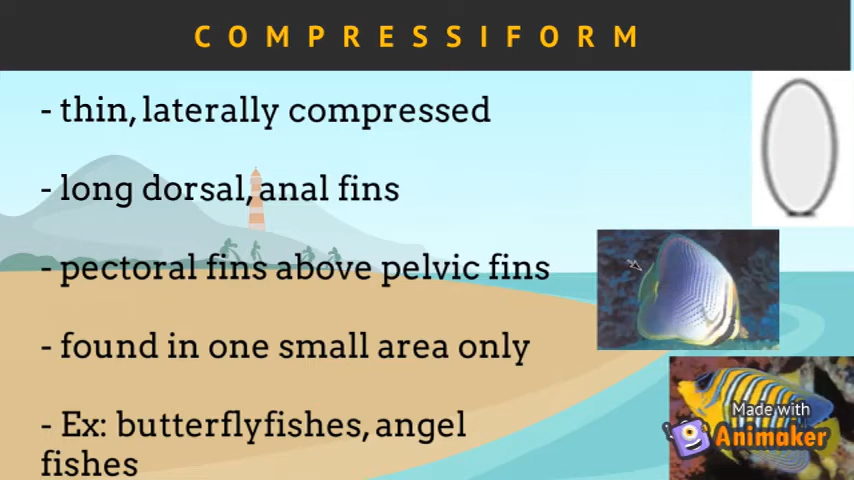 COMPRESSIFORM
- thin, laterally compressed
- long dorsal, anal fins
- pectoral fins above pelvic fins
- found in one small area only
- Ex: butterflyfishes, angel
fishes
Made with
Animaker